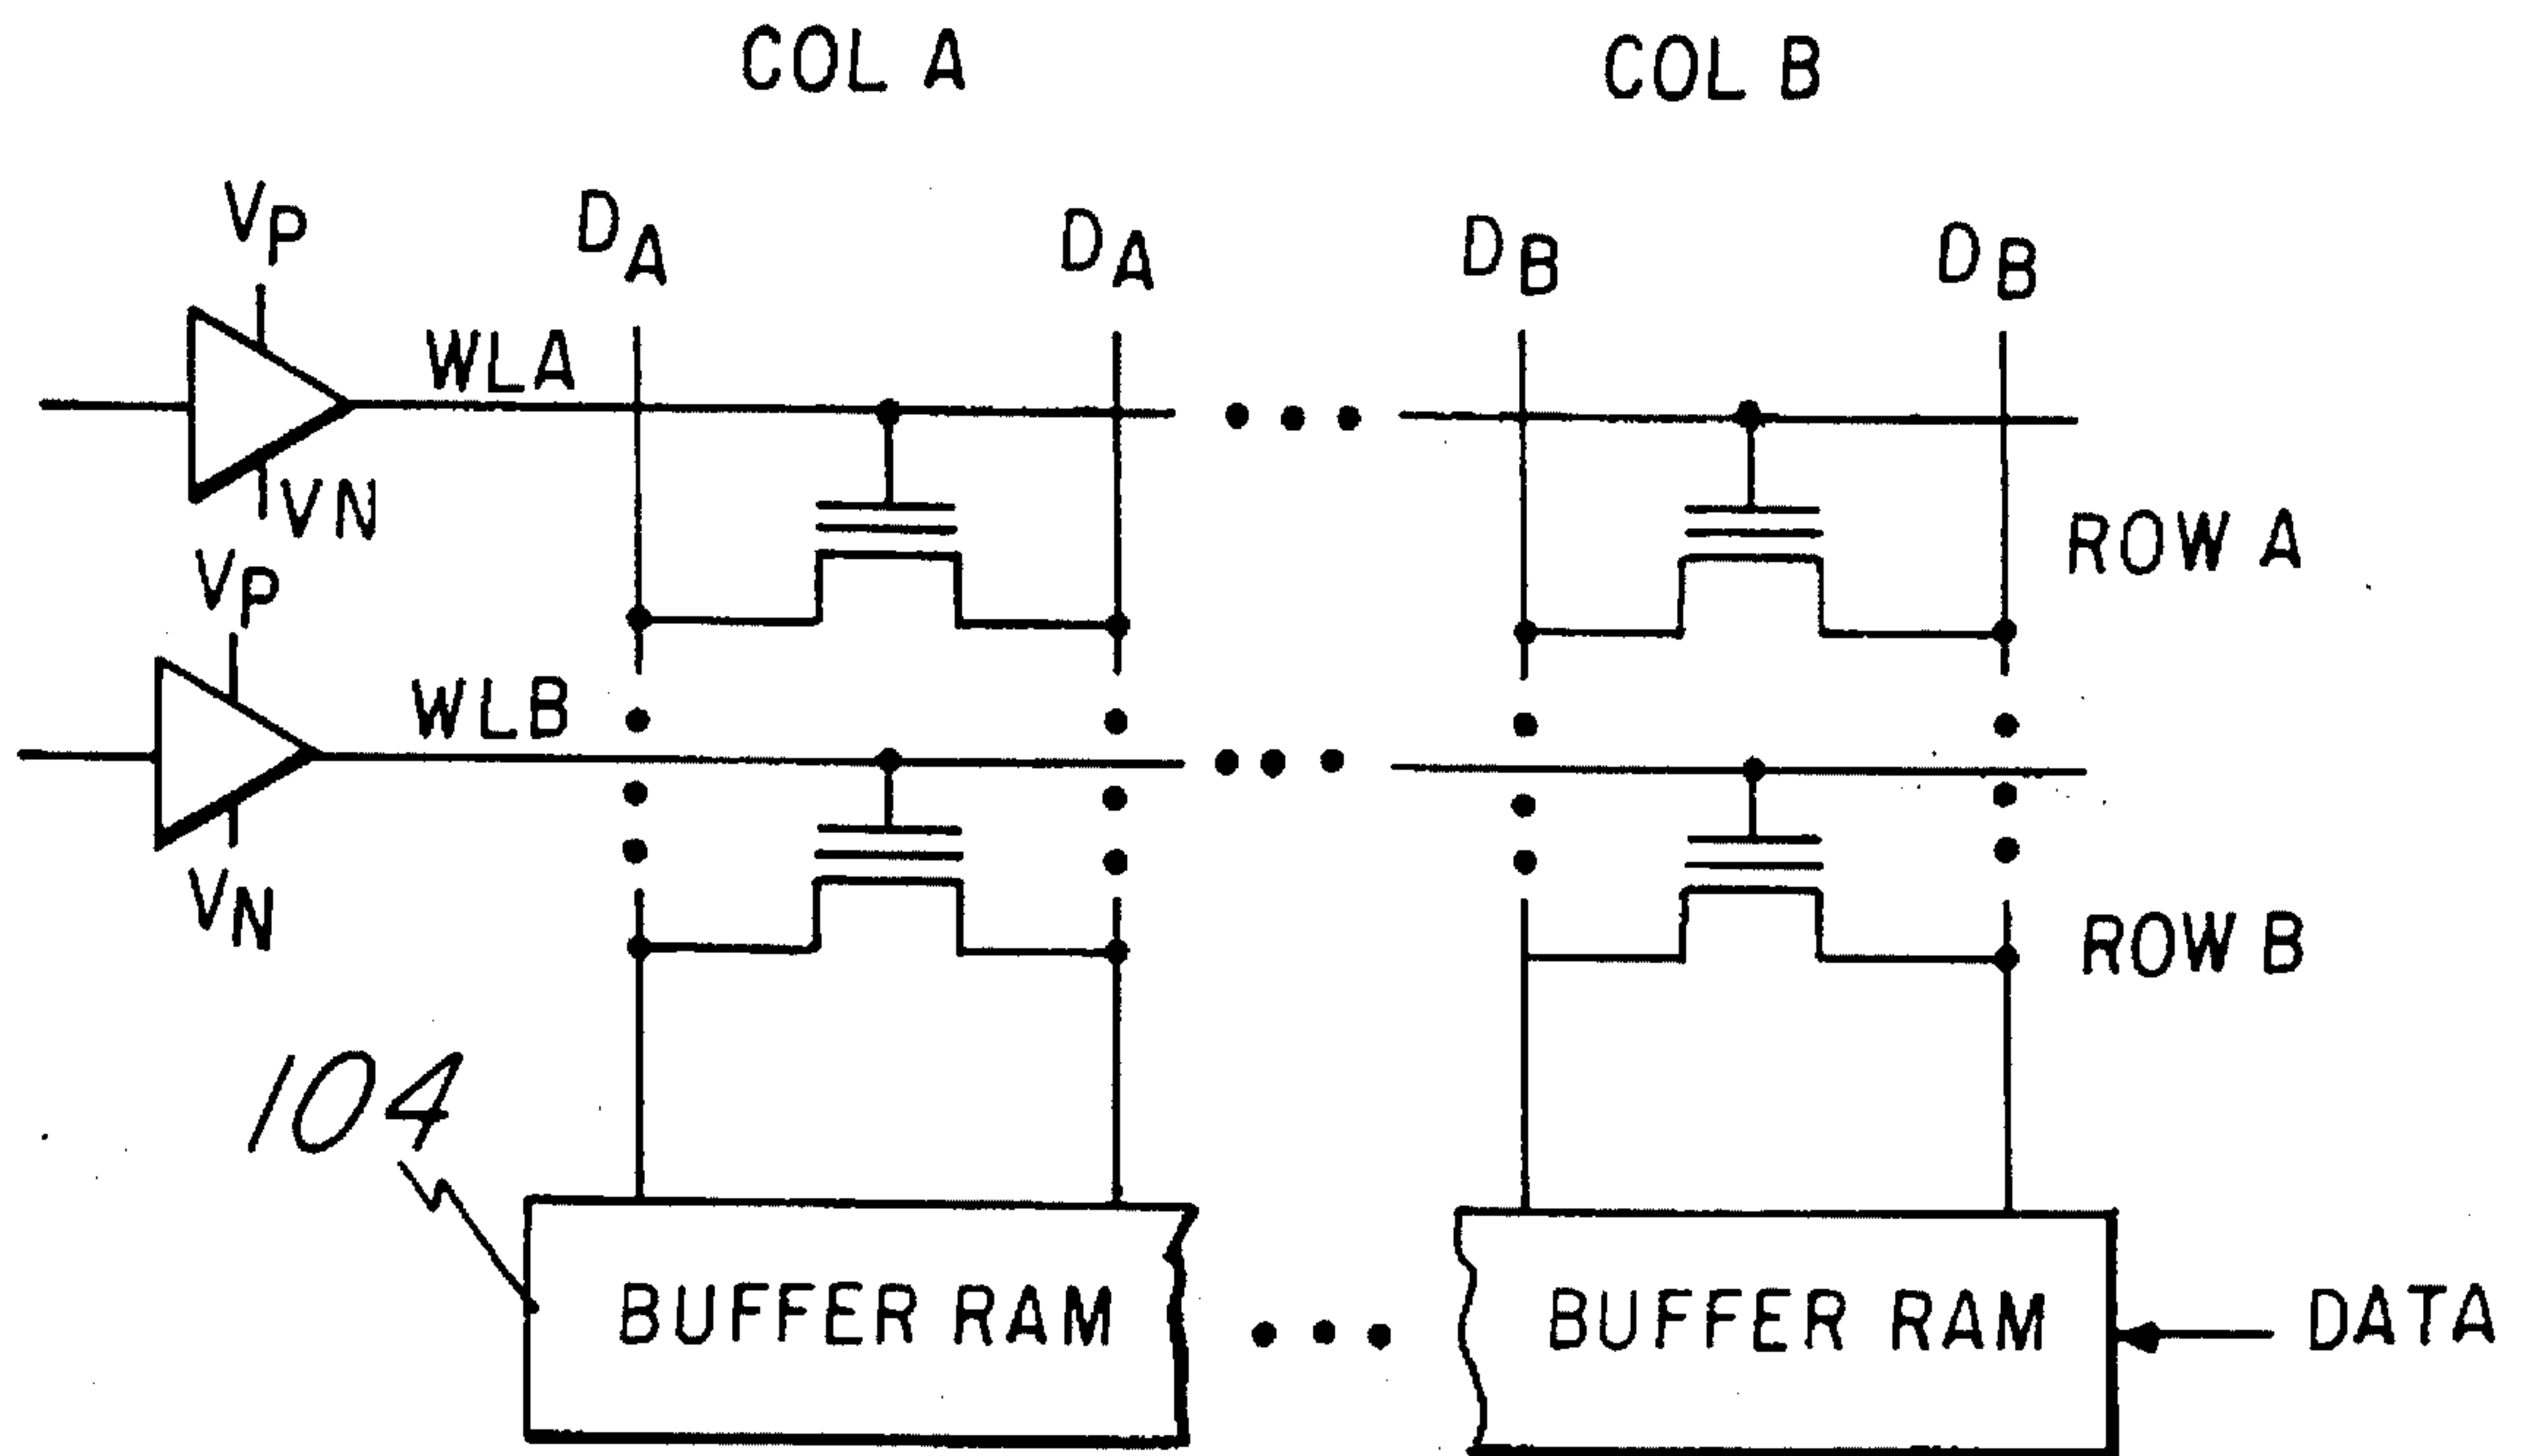 COL A COL B
VP DA DA DB DB
WLA
VN
ROW A
VP
WLB
VN
ROW B
104
BUFFER RAM BUFFER RAM DATA